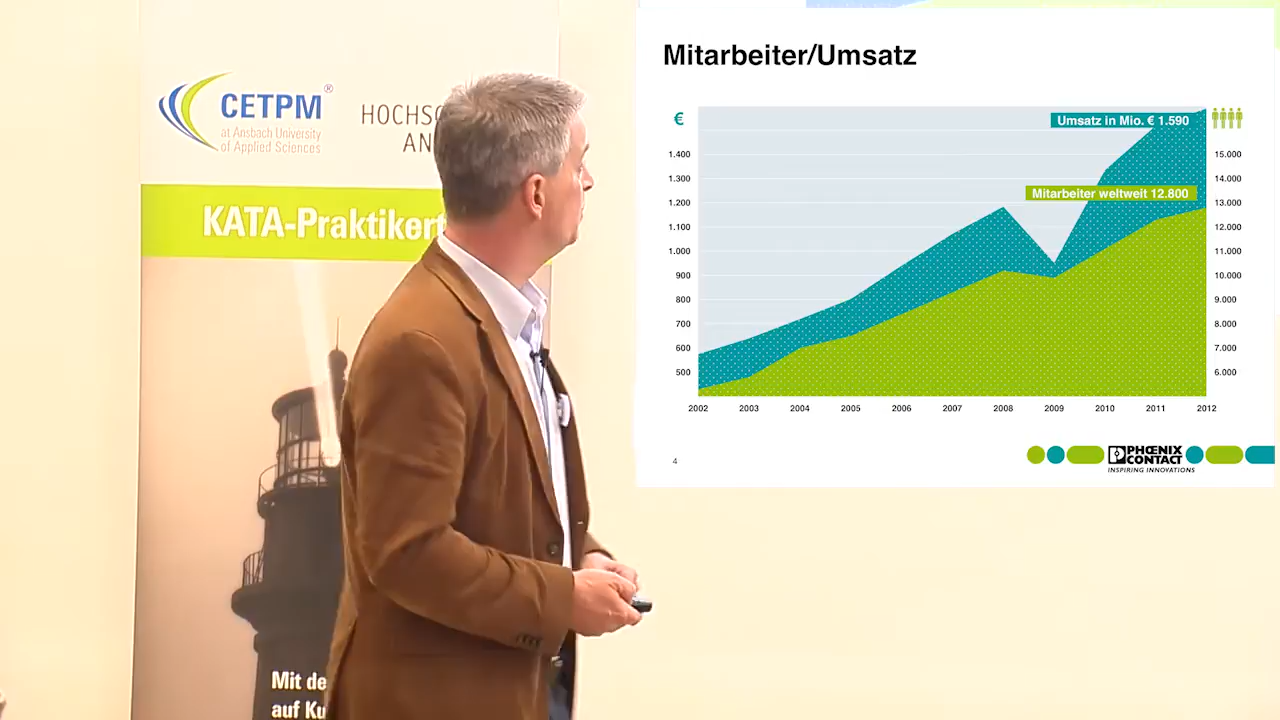 CETPM®
at Ansbach University
of Applied Sciences
HOCHSC
AN
KATA-Praktikert
Mit de
auf Ku
Mitarbeiter/Umsatz
€
Umsatz in Mio. € 1.590
Mitarbeiter weltweit 12.800
1.400
1.300
1.200
1.100
1.000
900
800
700
600
500
15.000
14.000
13.000
12.000
11.000
10.000
9.000
8.000
7.000
6.000
2002 2003 2004 2005 2006 2007 2008 2009 2010 2011 2012
4
PHŒNIX
CONTACT
INSPIRING INNOVATIONS